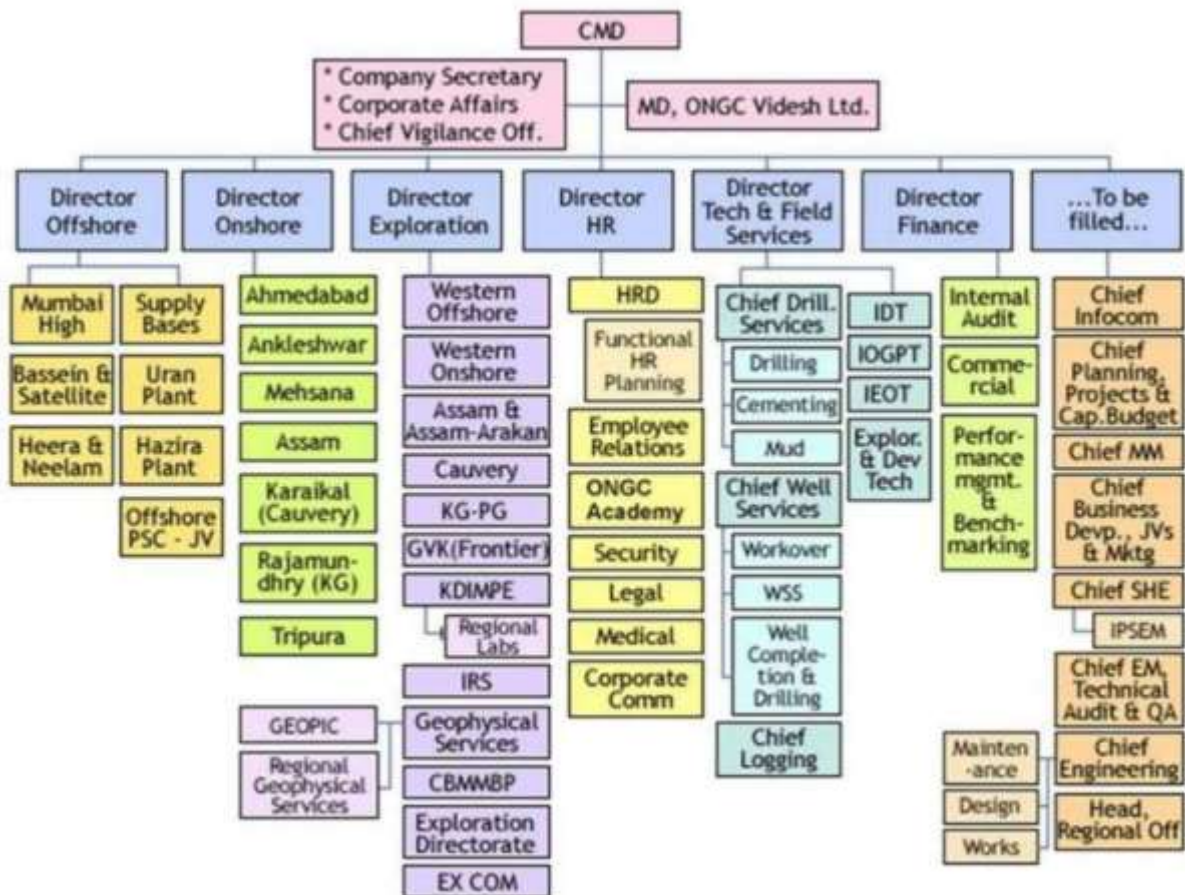 CMD
* Company Secretary
* Corporate Affairs
* Chief Vigilance Off.
MD, ONGC Videsh Ltd.
Director
Offshore
Director
Onshore
Director
Exploration
Director
HR
Director
Tech & Field
Services
Director
Finance
...To be
filled...
Mumbai
High
Bassein &
Satellite
Heera &
Neelam
Supply
Bases
Uran
Plant
Hazira
Plant
Offshore
PSC - JV
Ahmedabad
Ankleshwar
Mehsana
Assam
Karaikal
(Cauvery)
Rajamun-
dhry (KG)
Tripura
Western
Offshore
Western
Onshore
Assam &
Assam-Arakan
Cauvery
KG-PG
GVK(Frontier)
KDIMPE
Regional
Labs
IRS
Geophysical
Services
GEOPIC
Regional
Geophysical
Services
CBMMBP
Exploration
Directorate
EX COM
HRD
Functional
HR
Planning
Employee
Relations
ONGC
Academy
Security
Legal
Medical
Corporate
Comm
Chief Drill.
Services
Drilling
Cementing
Mud
Chief Well
Services
Workover
WSS
Well
Comple-
tion &
Drilling
Chief
Logging
IDT
IOGPT
IEOT
Explor.
& Dev
Tech
Internal
Audit
Comme-
rcial
Perfor-
mance
mgmt.
&
Bench-
marking
Chief
Infocom
Chief
Planning,
Projects &
Cap.Budget
Chief MM
Chief
Business
Devp., JVs
& Mktg
Chief SHE
IPSEM
Chief EM,
Technical
Audit & QA
Chief
Engineering
Mainten
-ance
Design
Works
Head,
Regional Off